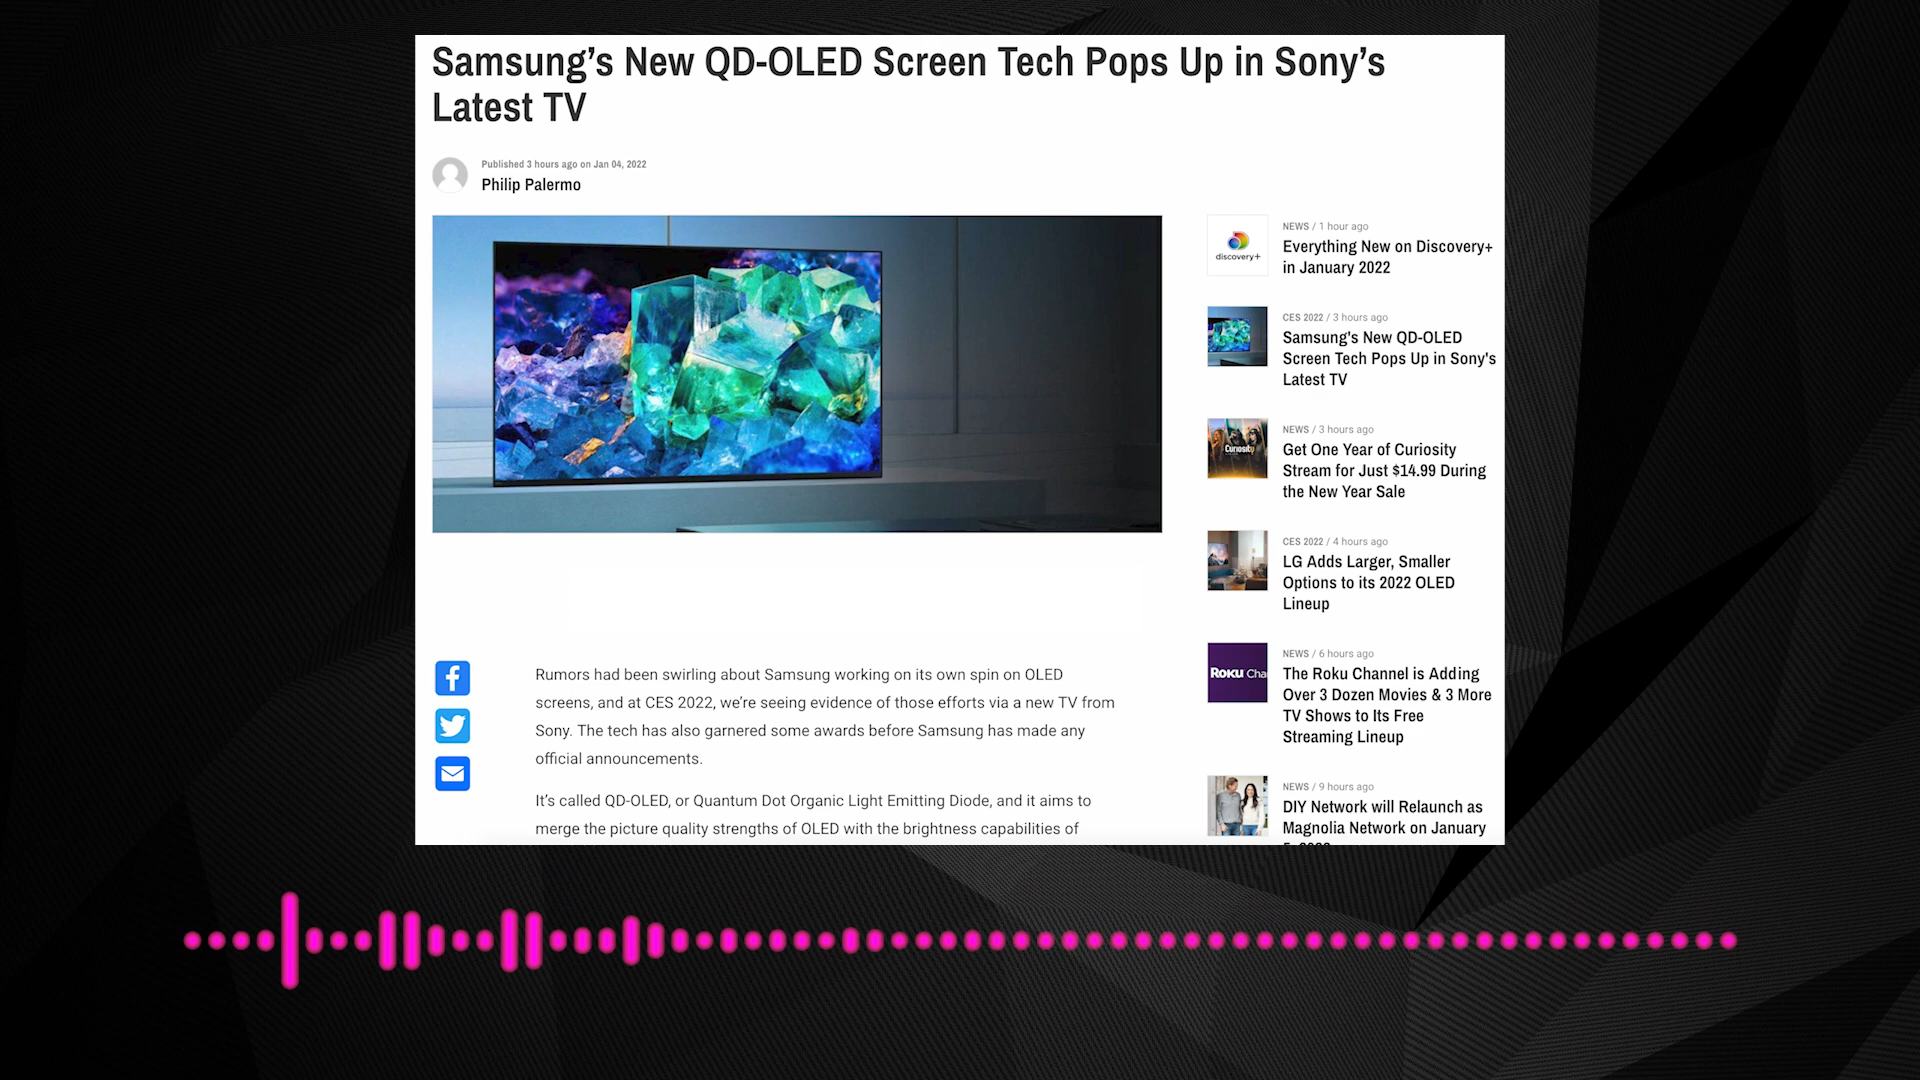 Samsung's New QD-OLED Screen Tech Pops Up in Sony's
Latest TV
Published 3 hours ago on Jan 04, 2022
Philip Palermo
Rumors had been swirling about Samsung working on its own spin on OLED
screens, and at CES 2022, we're seeing evidence of those efforts via a new TV from
Sony. The tech has also garnered some awards before Samsung has made any
official announcements.
It's called QD-OLED, or Quantum Dot Organic Light Emitting Diode, and it aims to
merge the picture quality strengths of OLED with the brightness capabilities of
discovery+
NEWS / 1 hour ago
Everything New on Discovery+
in January 2022
CES 2022 / 3 hours ago
Samsung's New QD-OLED
Screen Tech Pops Up in Sony's
Latest TV
Curiosity
NEWS / 3 hours ago
Get One Year of Curiosity
Stream for Just $14.99 During
the New Year Sale
CES 2022 / 4 hours ago
LG Adds Larger, Smaller
Options to its 2022 OLED
Lineup
Roku Cha
NEWS / 6 hours ago
The Roku Channel is Adding
Over 3 Dozen Movies & 3 More
TV Shows to Its Free
Streaming Lineup
NEWS / 9 hours ago
DIY Network will Relaunch as
Magnolia Network on January